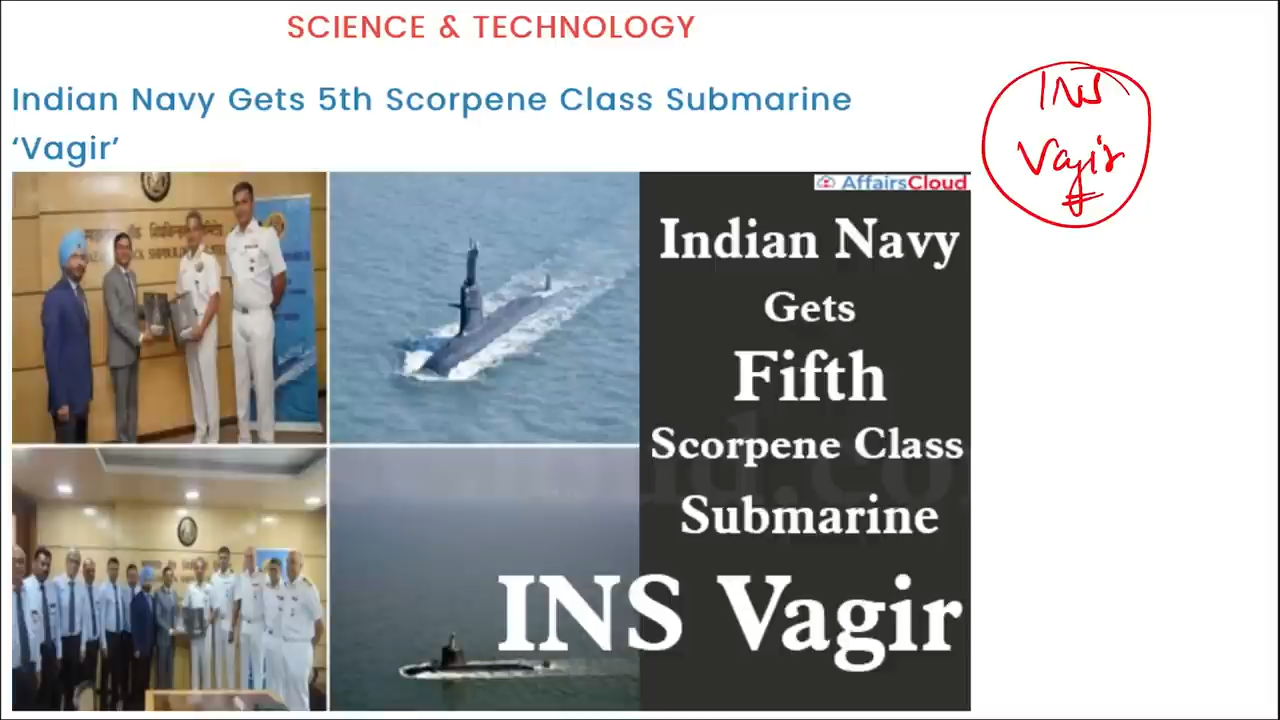 SCIENCE & TECHNOLOGY
Indian Navy Gets 5th Scorpene Class Submarine
‘Vagir’
INS
Vagir
AffairsCloud
Indian Navy
Gets
Fifth
Scorpene Class
Submarine
INS Vagir